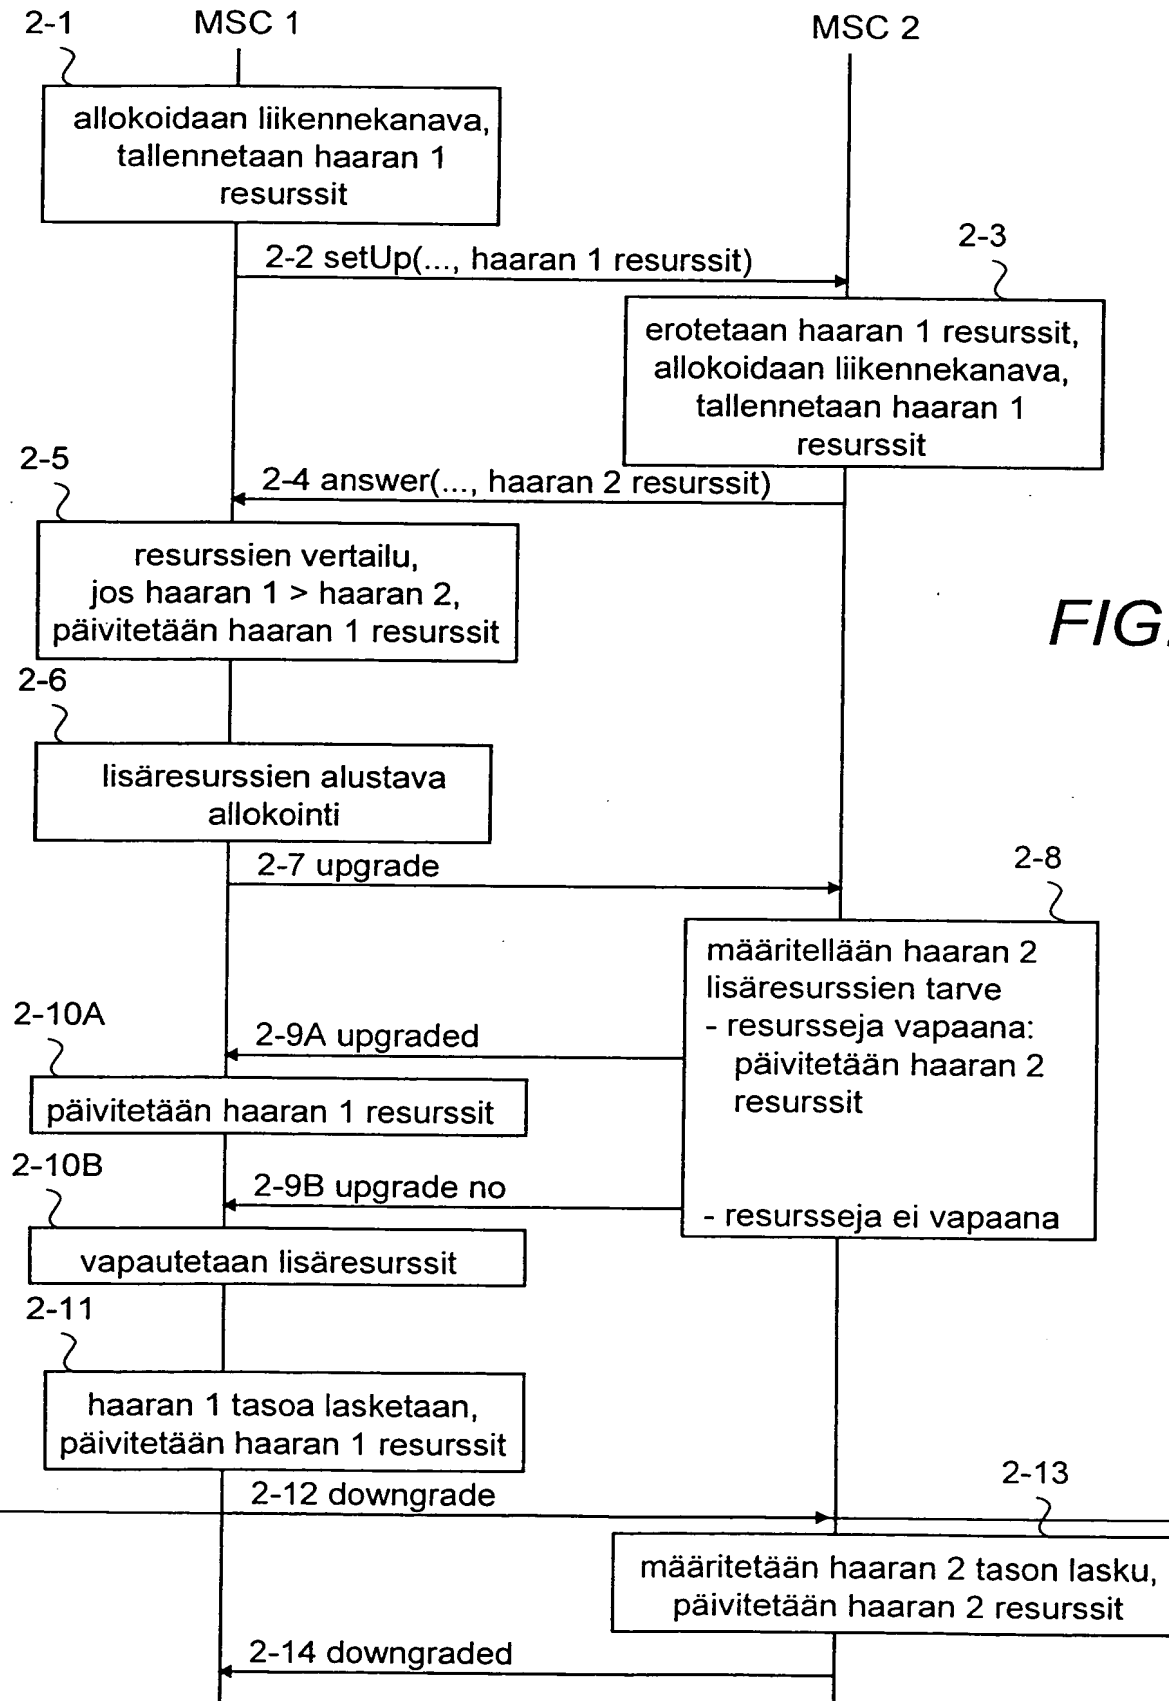 2-1
MSC 1
MSC 2
allokoidaan liikennekanava,
tallennetaan haaran 1
resurssit
2-2 setUp(..., haaran 1 resurssit)
2-3
erotetaan haaran 1 resurssit,
allokoidaan liikennekanava,
tallennetaan haaran 1
resurssit
2-4 answer(..., haaran 2 resurssit)
2-5
resurssien vertailu,
jos haaran 1 > haaran 2,
päivitetään haaran 1 resurssit
FIG.
2-6
lisäresurssien alustava
allokointi
2-7 upgrade
2-8
määritellään haaran 2
lisäresurssien tarve
- resursseja vapaana:
päivitetään haaran 2
resurssit
- resursseja ei vapaana
2-9A upgraded
2-10A
päivitetään haaran 1 resurssit
2-9B upgrade no
2-10B
vapautetaan lisäresurssit
2-11
haaran 1 tasoa lasketaan,
päivitetään haaran 1 resurssit
2-12 downgrade
2-13
määritetään haaran 2 tason lasku,
päivitetään haaran 2 resurssit
2-14 downgraded